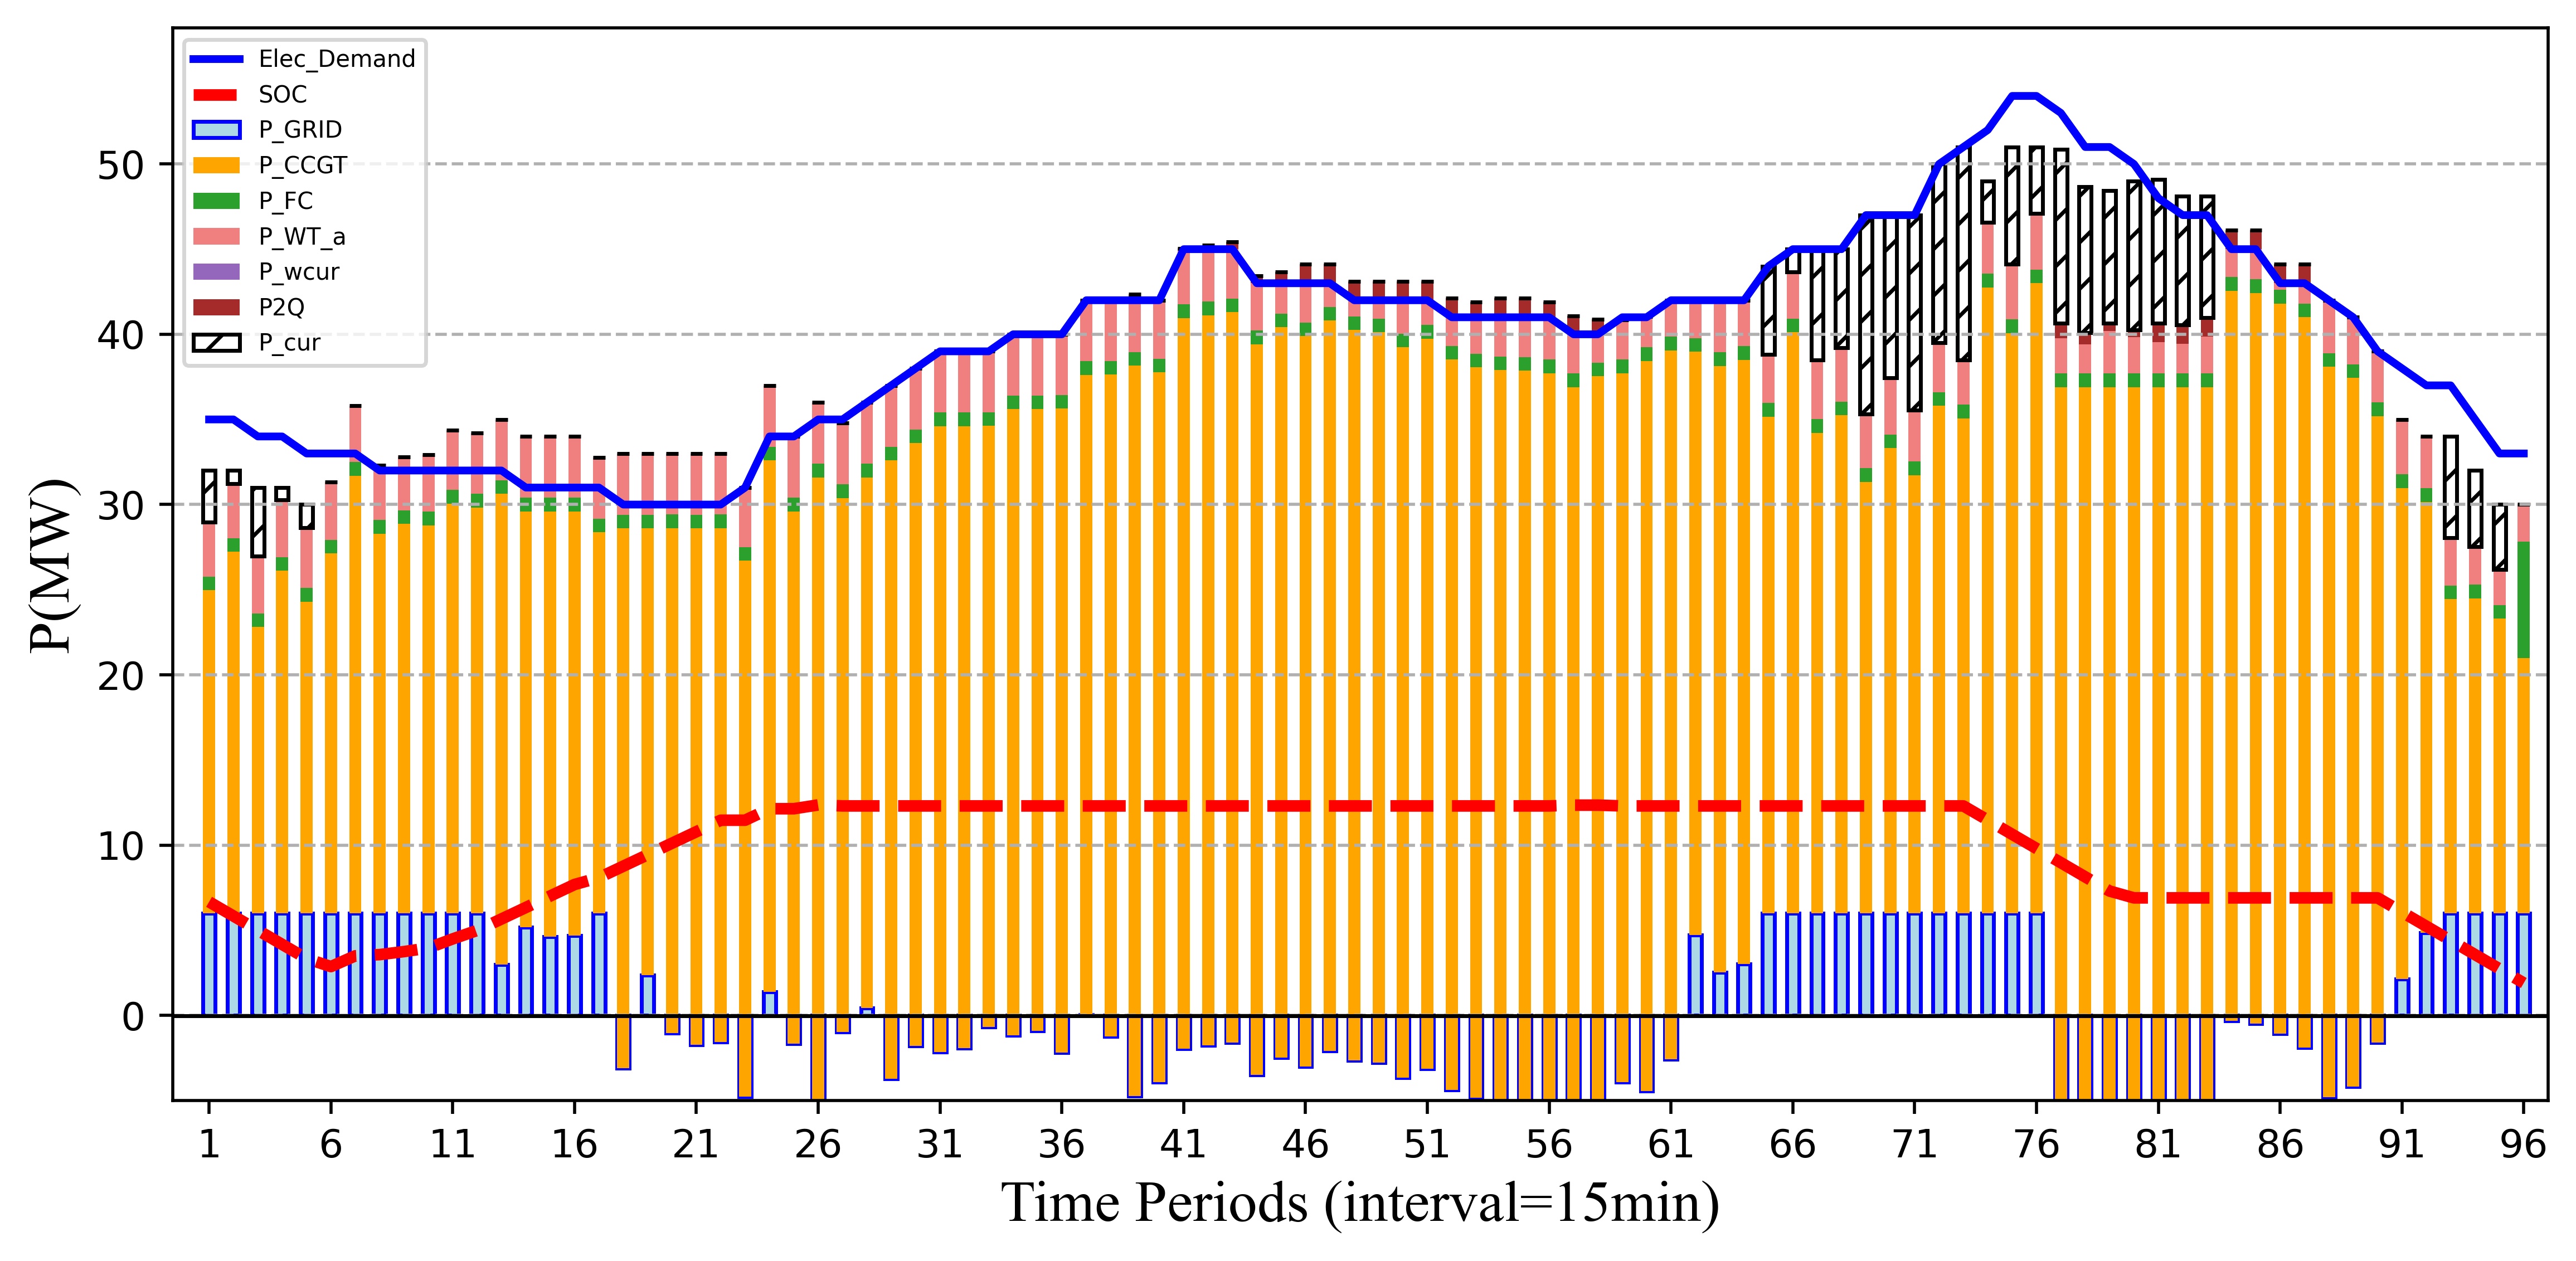 Elec_Demand
SOC
P_GRID
P_CCGT
P_FC
P_WT_a
P_wcur
P2Q
P_cur
P(MW)
50
40
30
20
10
0
1 6 11 16 21 26 31 36 41 46 51 56 61 66 71 76 81 86 91 96
Time Periods (interval=15min)